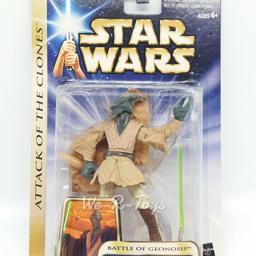 STAR
WARS
AGES 4+
ATTACK OF THE CLONES
We-R-Toys
BATTLE OF GEONOSIS
Hasbro